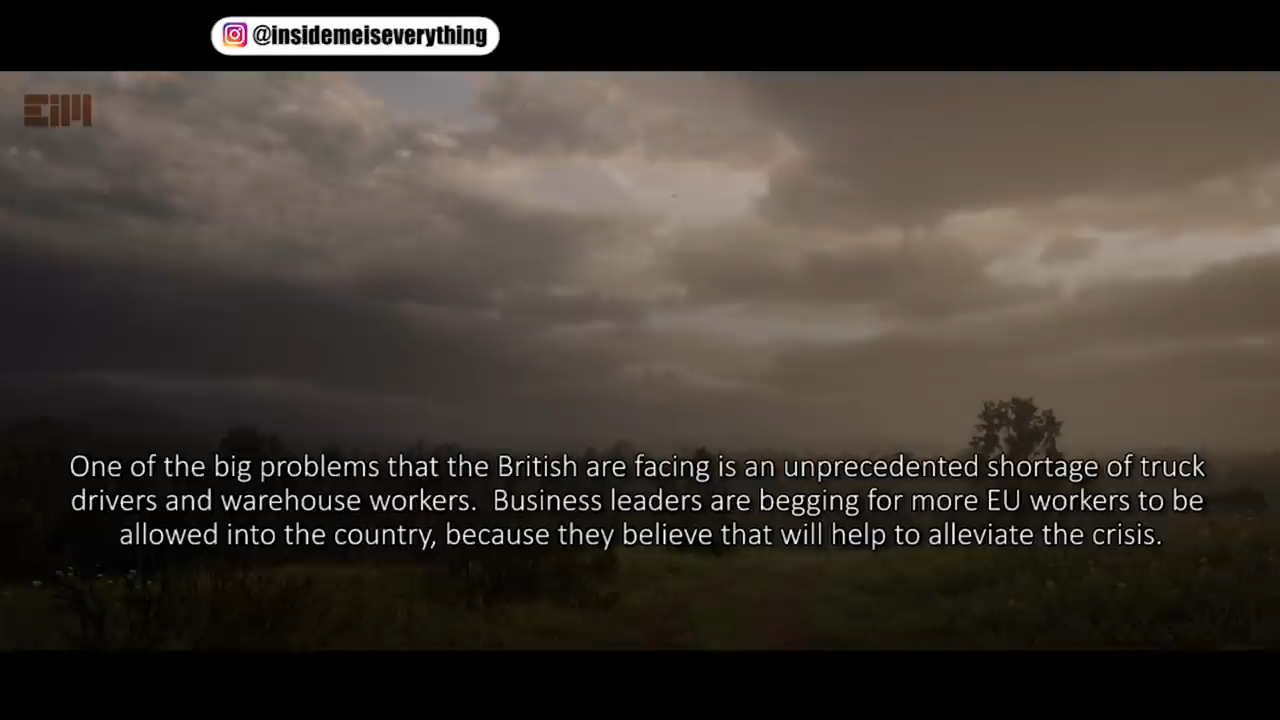 @insidemeiseverything
EiM
One of the big problems that the British are facing is an unprecedented shortage of truck
drivers and warehouse workers.  Business leaders are begging for more EU workers to be
allowed into the country, because they believe that will help to alleviate the crisis.